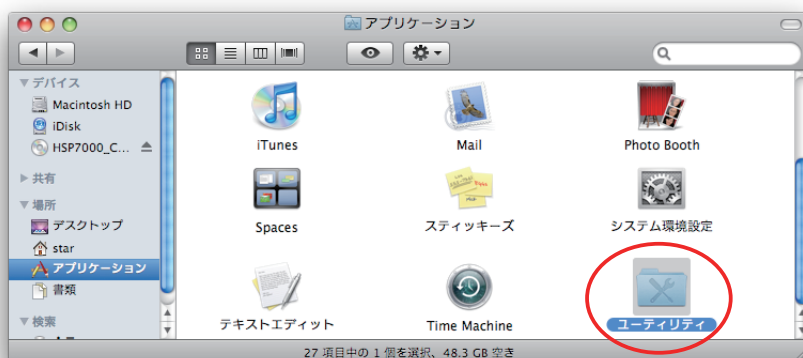 アプリケーション
デバイス
Macintosh HD
iDisk
HSP7000_C...
共有
場所
デスクトップ
star
アプリケーション
書類
検索
iTunes
Mail
Photo Booth
Spaces
スティッキーズ
システム環境設定
テキストエディット
Time Machine
ユーティリティ
27 項目中の 1 個を選択、48.3 GB 空き